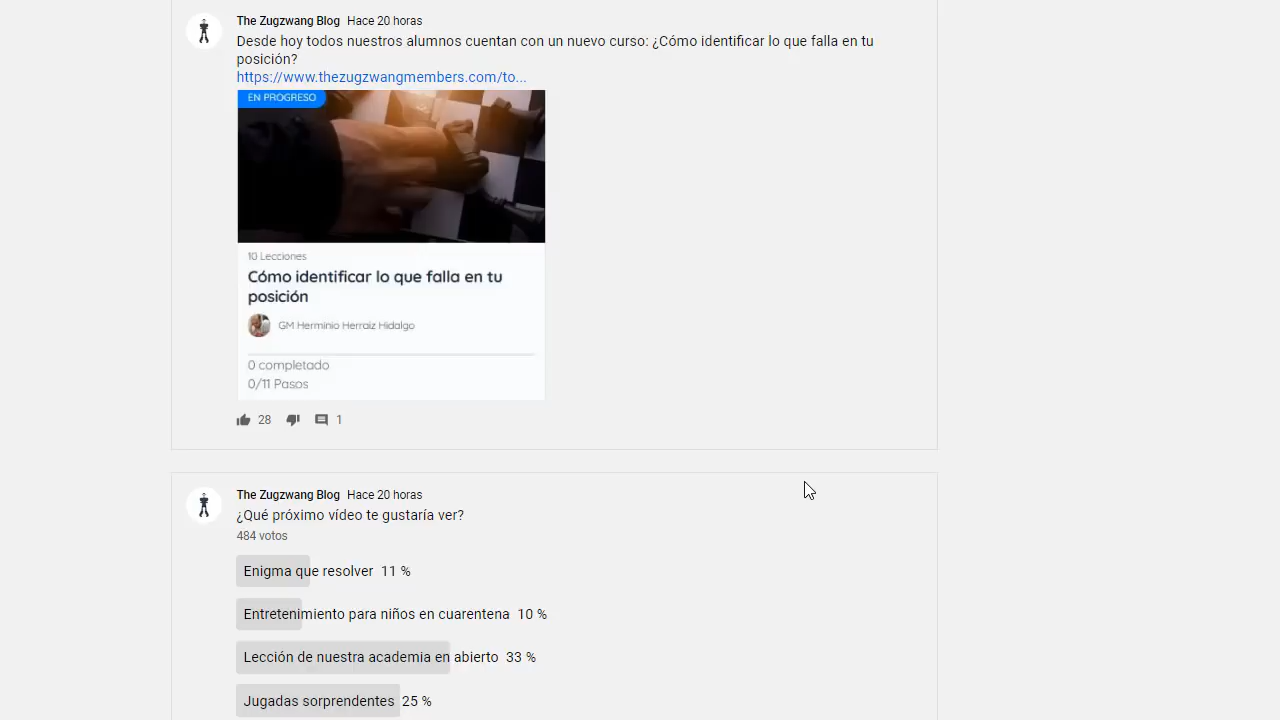 The Zugzwang Blog Hace 20 horas
Desde hoy todos nuestros alumnos cuentan con un nuevo curso: ¿Cómo identificar lo que falla en tu
posición?
https://www.thezugzwangmembers.com/to...
EN PROGRESO
10 Lecciones
Cómo identificar lo que falla en tu
posición
GM Herminio Herraiz Hidalgo
0 completado
0/11 Pasos
28 1
The Zugzwang Blog Hace 20 horas
¿Qué próximo vídeo te gustaría ver?
484 votos
Enigma que resolver 11 %
Entretenimiento para niños en cuarentena 10 %
Lección de nuestra academia en abierto 33 %
Jugadas sorprendentes 25 %